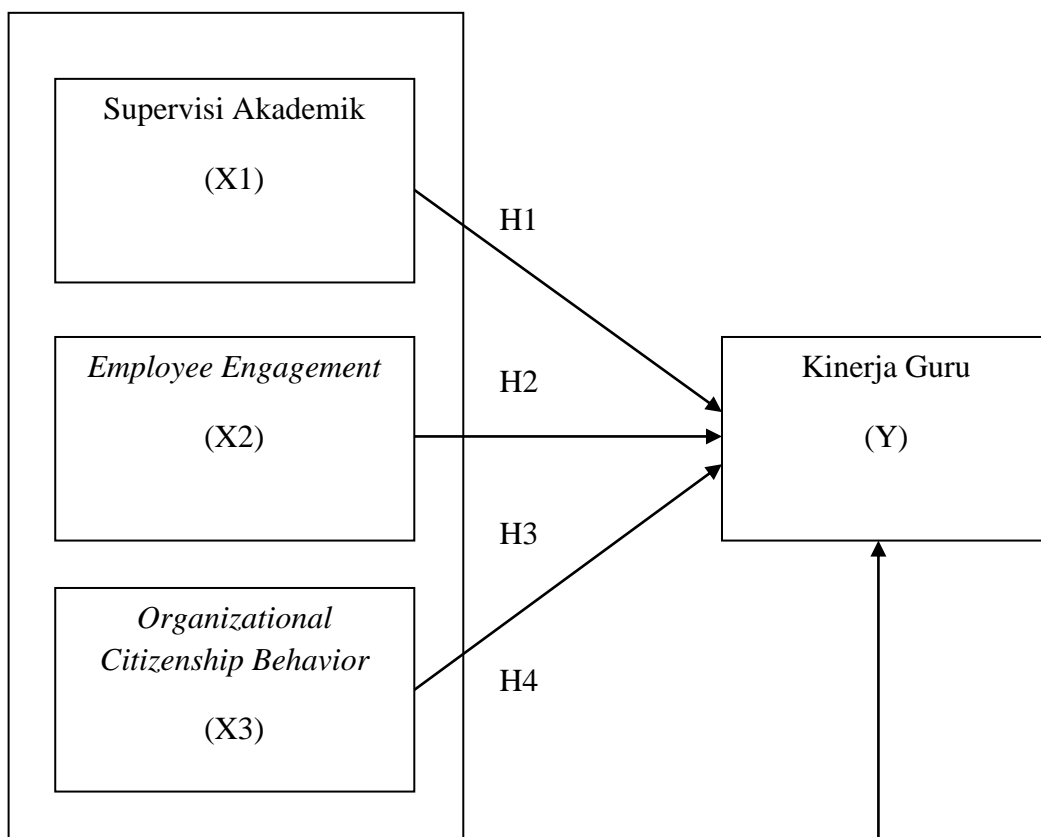 Supervisi Akademik
(X1)
H1
Employee Engagement
(X2)
H2
Kinerja Guru
(Y)
H3
Organizational
Citizenship Behavior
(X3)
H4